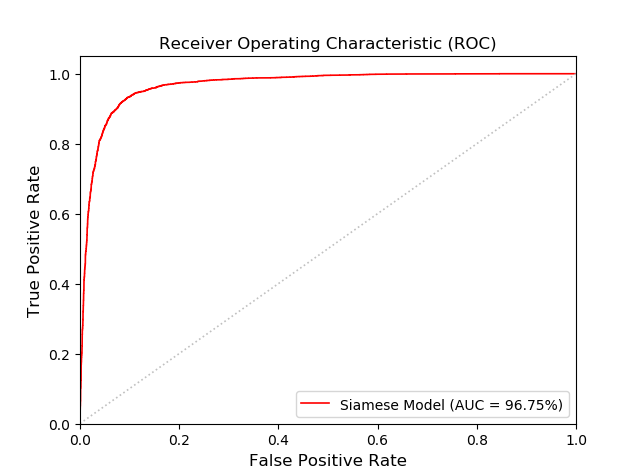 Receiver Operating Characteristic (ROC)
1.0
0.8
0.6
0.4
0.2
0.0
True Positive Rate
Siamese Model (AUC = 96.75%)
0.0 0.2 0.4 0.6 0.8 1.0
False Positive Rate